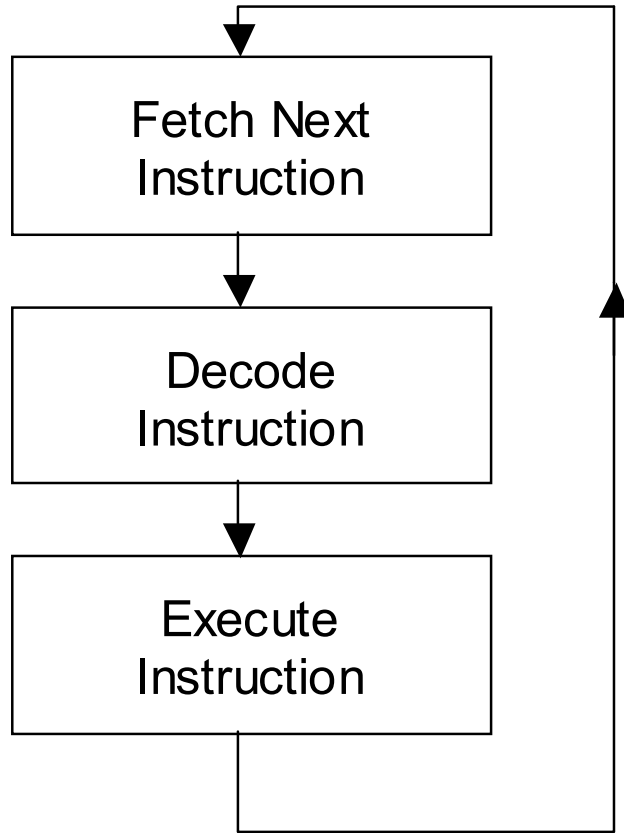 Fetch Next
Instruction
Decode
Instruction
Execute
Instruction